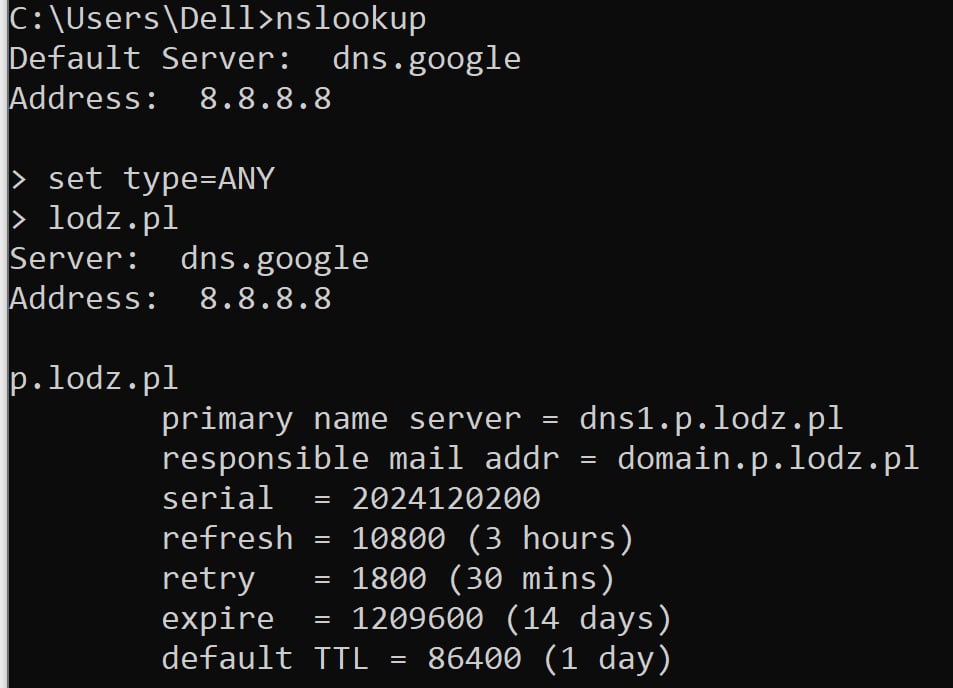 C:\Users\Dell>nslookup
Default Server:  dns.google
Address:  8.8.8.8
> set type=ANY
> lodz.pl
Server:  dns.google
Address:  8.8.8.8
p.lodz.pl
        primary name server = dns1.p.lodz.pl
        responsible mail addr = domain.p.lodz.pl
        serial  = 2024120200
        refresh = 10800 (3 hours)
        retry   = 1800 (30 mins)
        expire  = 1209600 (14 days)
        default TTL = 86400 (1 day)